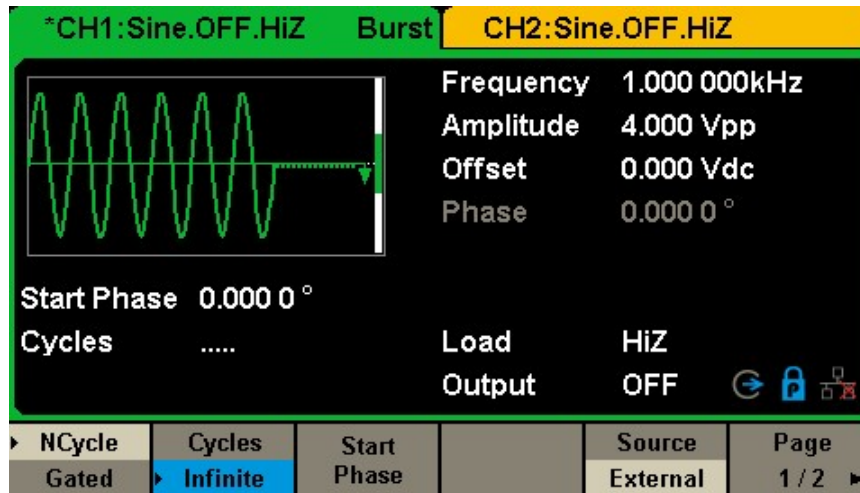 *CH1:Sine.OFF.HiZ Burst CH2:Sine.OFF.HiZ
Frequency 1.000 000kHz
Amplitude 4.000 Vpp
Offset 0.000 Vdc
Phase 0.000 0 °
Start Phase 0.000 0 °
Cycles .....
Load HiZ
Output OFF
NCycle
Gated
Cycles
Infinite
Start
Phase
Source
External
Page
1 / 2